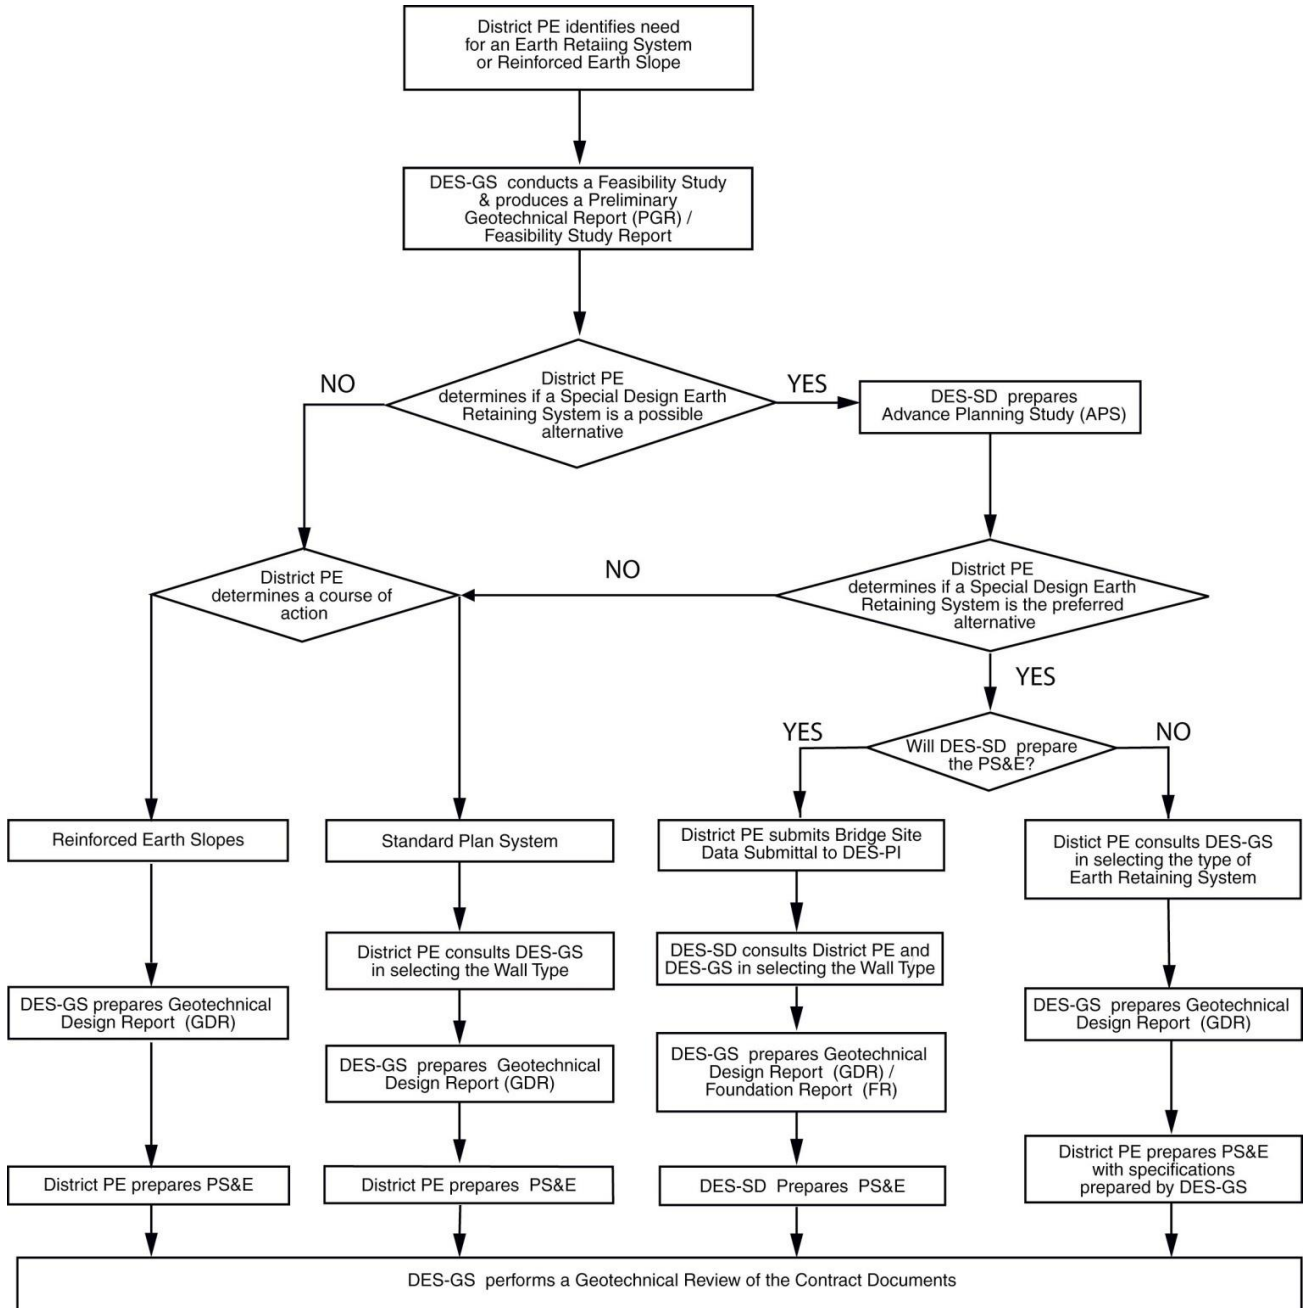 District PE identifies need
for an Earth Retaiing System
or Reinforced Earth Slope
DES-GS conducts a Feasibility Study
& produces a Preliminary
Geotechnical Report (PGR) /
Feasibility Study Report
NO
District PE
determines if a Special Design Earth
Retaining System is a possible
alternative
YES
DES-SD prepares
Advance Planning Study (APS)
District PE
determines a course of
action
NO
District PE
determines if a Special Design Earth
Retaining System is the preferred
alternative
YES
YES
Will DES-SD prepare
the PS&E?
NO
Reinforced Earth Slopes
Standard Plan System
District PE submits Bridge Site
Data Submittal to DES-PI
Distict PE consults DES-GS
in selecting the type of
Earth Retaining System
District PE consults DES-GS
in selecting the Wall Type
DES-SD consults District PE and
DES-GS in selecting the Wall Type
DES-GS prepares Geotechnical
Design Report (GDR)
DES-GS prepares Geotechnical
Design Report (GDR)
DES-GS prepares Geotechnical
Design Report (GDR) /
Foundation Report (FR)
DES-GS prepares Geotechnical
Design Report (GDR)
District PE prepares PS&E
District PE prepares PS&E
DES-SD Prepares PS&E
District PE prepares PS&E
with specifications
prepared by DES-GS
DES-GS performs a Geotechnical Review of the Contract Documents